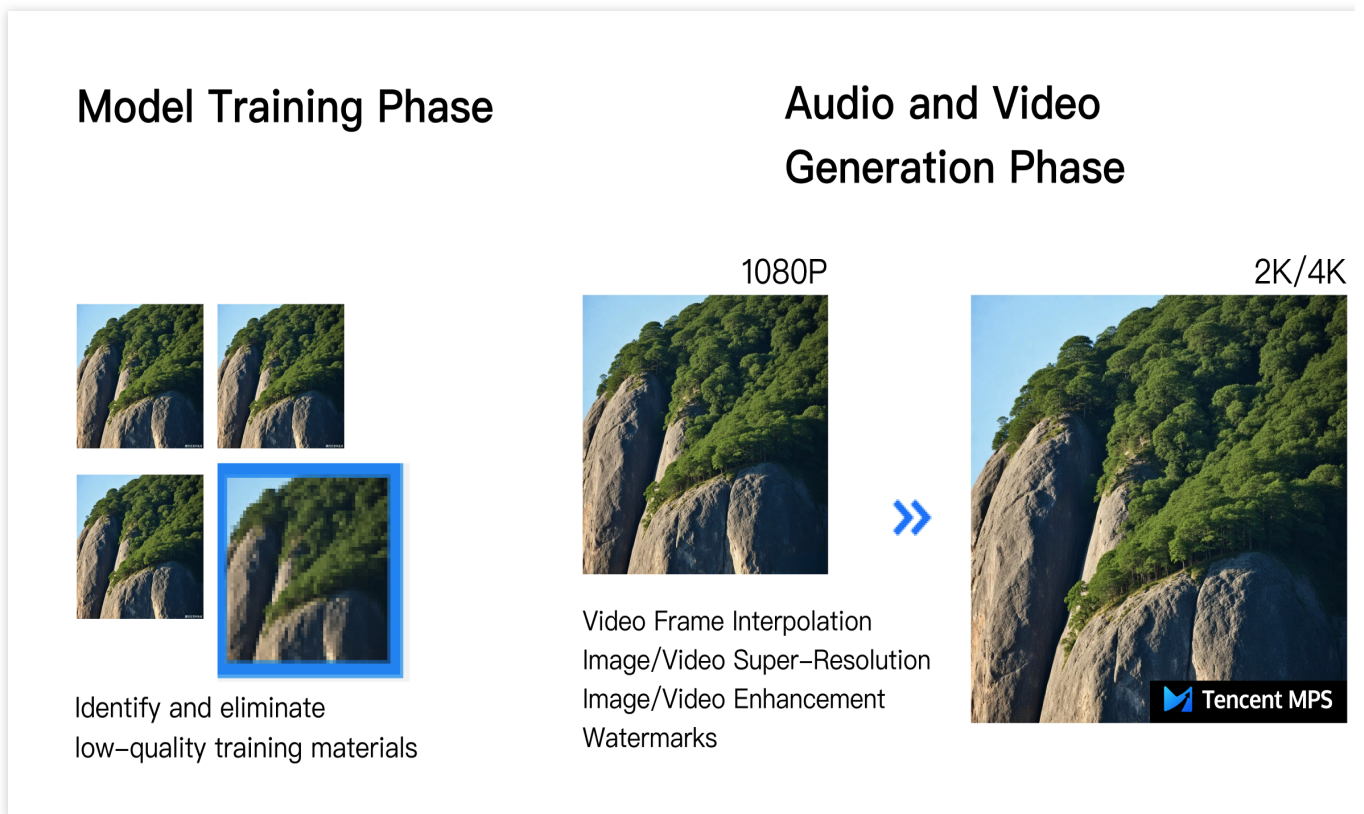 Model Training Phase
Audio and Video
Generation Phase
1080P
2K/4K
Identify and eliminate
low-quality training materials
Video Frame Interpolation
Image/Video Super-Resolution
Image/Video Enhancement
Watermarks
Tencent MPS